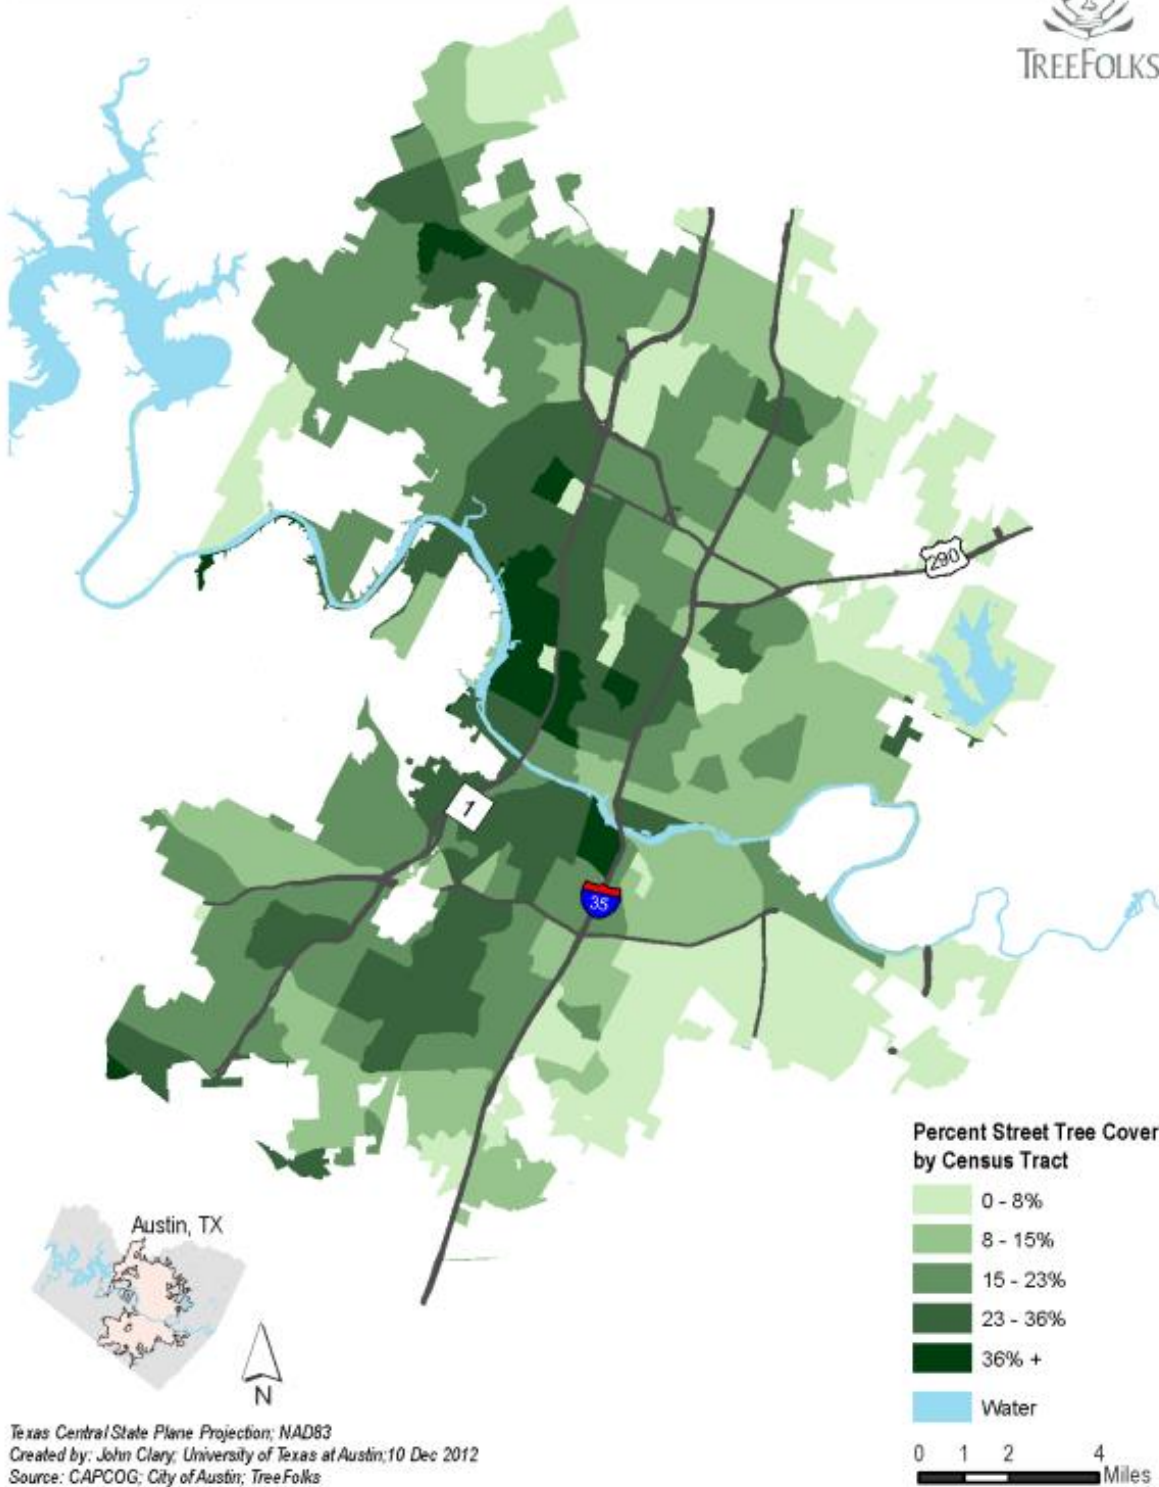 TREEFOLKS
290
1
35
Percent Street Tree Cover
by Census Tract
0 - 8%
8 - 15%
15 - 23%
23 - 36%
36% +
Water
0 1 2 4
Miles
Austin, TX
N
Texas Central State Plane Projection; NAD83
Created by: John Clary; University of Texas at Austin;10 Dec 2012
Source: CAPCOG; City of Austin; TreeFolks